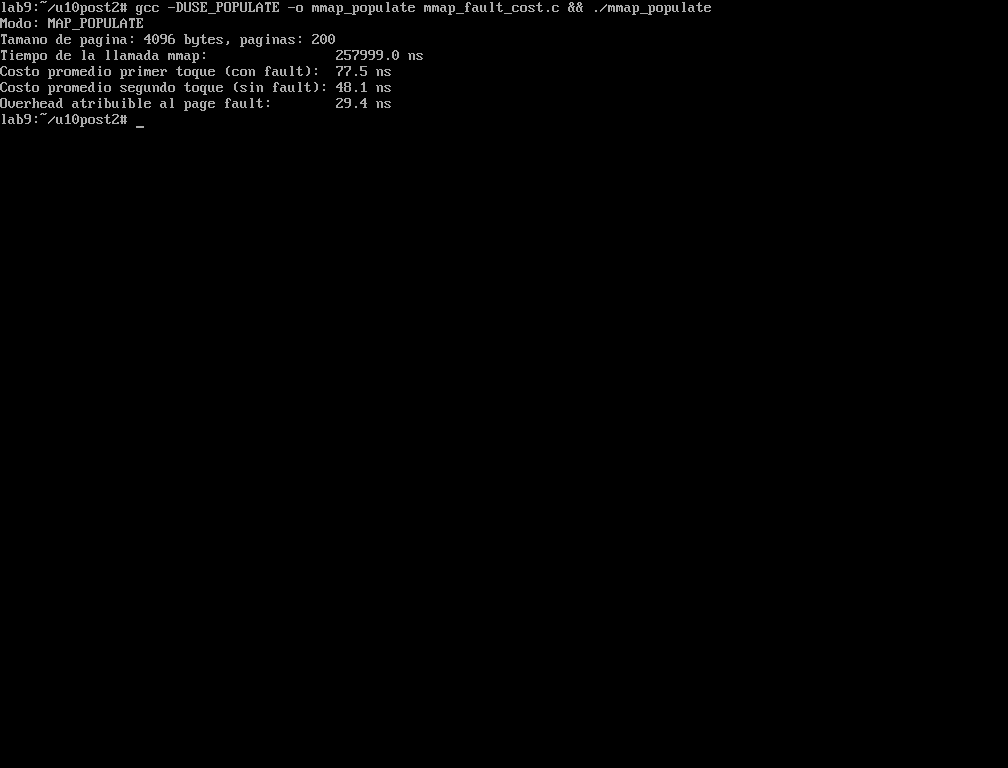 lab9:~/u10post2# gcc -DUSE_POPULATE -o mmap_populate mmap_fault_cost.c && ./mmap_populate
Modo: MAP_POPULATE
Tamano de pagina: 4096 bytes, paginas: 200
Tiempo de la llamada mmap:                257999.0 ns
Costo promedio primer toque (con fault):  77.5 ns
Costo promedio segundo toque (sin fault): 48.1 ns
Overhead atribuible al page fault:        29.4 ns
lab9:~/u10post2# _